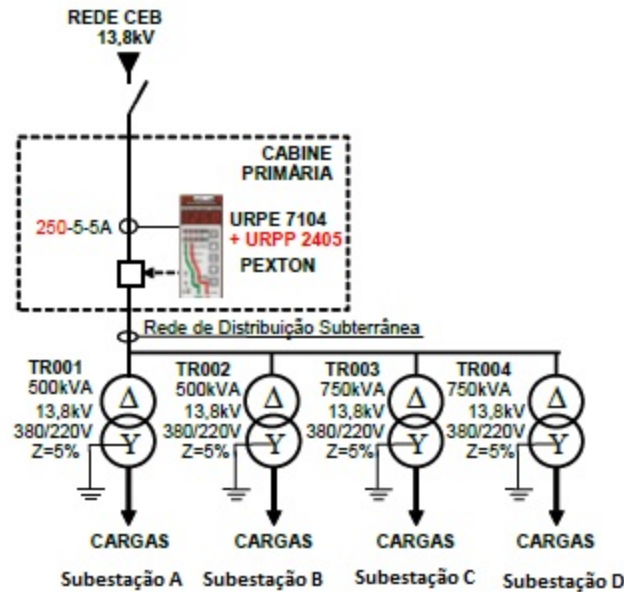 REDE CEB
13,8kV
CABINE
PRIMÁRIA
250-5-5A
URPE 7104
+ URPP 2405
PEXTON
Rede de Distribuição Subterrânea
TR001
500kVA
13,8kV
380/220V
Z=5%
Δ
Y
TR002
500kVA
13,8kV
380/220V
Z=5%
Δ
Y
TR003
750kVA
13,8kV
380/220V
Z=5%
Δ
Y
TR004
750kVA
13,8kV
380/220V
Z=5%
Δ
Y
CARGAS
CARGAS
CARGAS
CARGAS
Subestação A
Subestação B
Subestação C
Subestação D